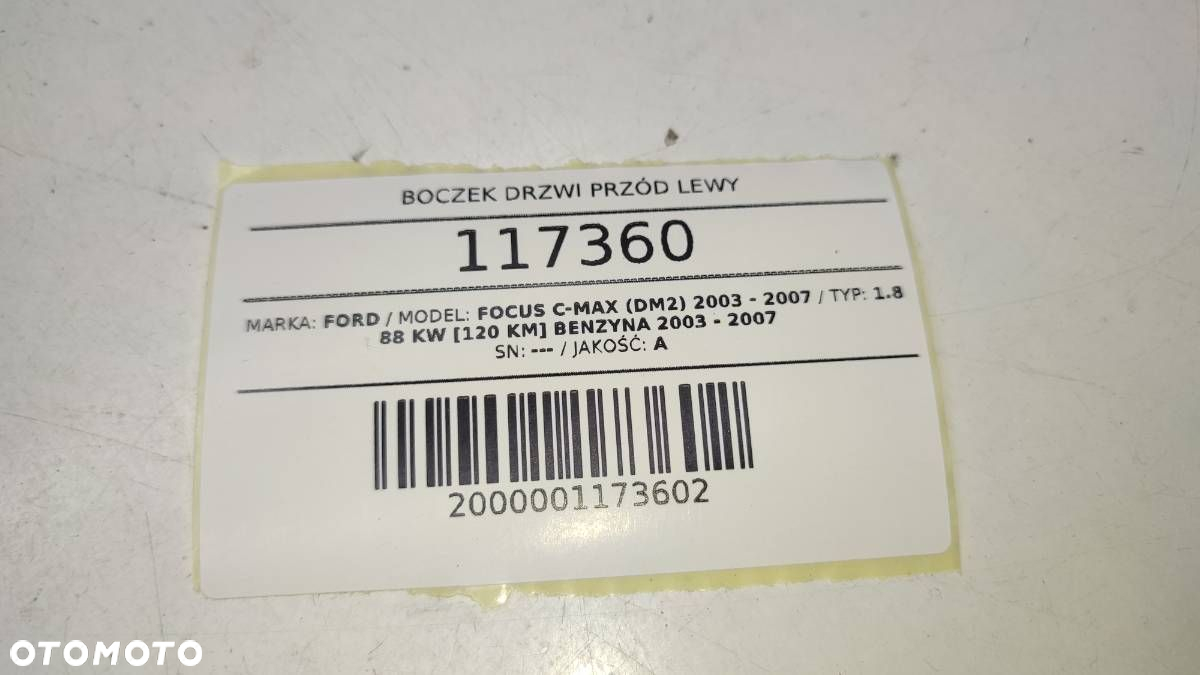 BOCZEK DRZWI PRZÓD LEWY
117360
MARKA: FORD / MODEL: FOCUS C-MAX (DM2) 2003 - 2007 / TYP: 1.8
88 KW [120 KM] BENZYNA 2003 - 2007
SN: --- / JAKOŚĆ: A
2000001173602
OTOMOTO